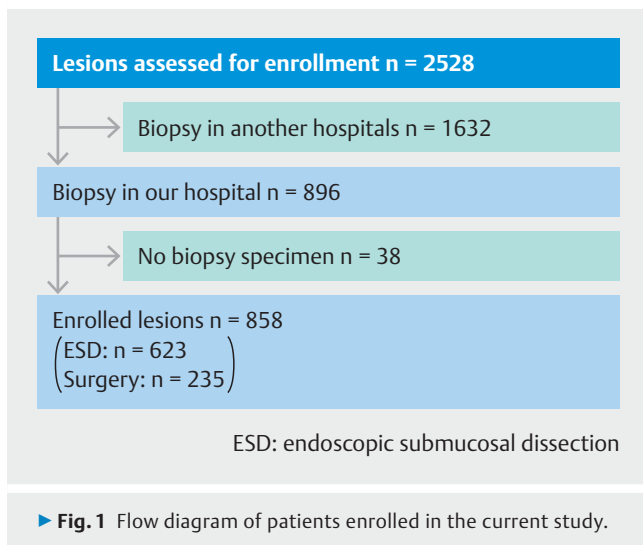 Lesions assessed for enrollment n = 2528
Biopsy in another hospitals n = 1632
Biopsy in our hospital n = 896
No biopsy specimen n = 38
Enrolled lesions n = 858
(ESD: n = 623
Surgery: n = 235)
ESD: endoscopic submucosal dissection
▶ Fig. 1 Flow diagram of patients enrolled in the current study.